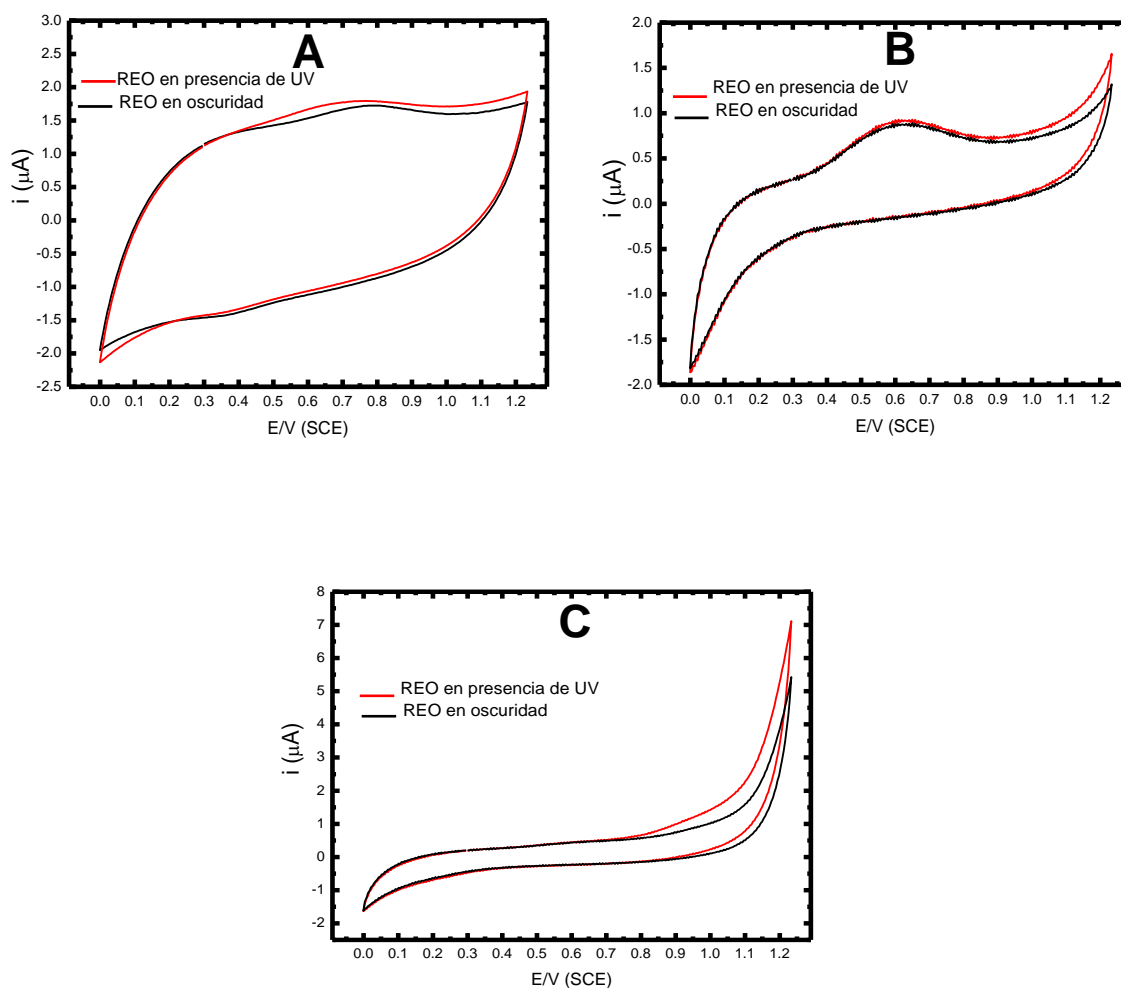 A
REO en presencia de UV
REO en oscuridad
i (μA)
3.0
2.5
2.0
1.5
1.0
0.5
0.0
-0.5
-1.0
-1.5
-2.0
-2.5
0.0 0.1 0.2 0.3 0.4 0.5 0.6 0.7 0.8 0.9 1.0 1.1 1.2
E/V (SCE)
B
REO en presencia de UV
REO en oscuridad
i (μA)
2.0
1.5
1.0
0.5
0.0
-0.5
-1.0
-1.5
-2.0
0.0 0.1 0.2 0.3 0.4 0.5 0.6 0.7 0.8 0.9 1.0 1.1 1.2
E/V (SCE)
C
REO en presencia de UV
REO en oscuridad
i (μA)
8
7
6
5
4
3
2
1
0
-1
-2
0.0 0.1 0.2 0.3 0.4 0.5 0.6 0.7 0.8 0.9 1.0 1.1 1.2
E/V (SCE)